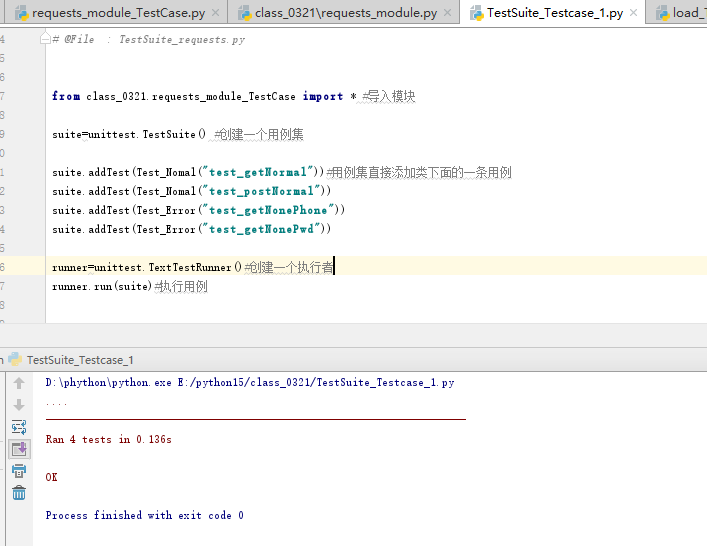 requests_module_TestCase.py × class_0321\requests_module.py × TestSuite_Testcase_1.py × load_
4 # @File : TestSuite_requests.py
5
6
7 from class_0321.requests_module_TestCase import * #导入模块
8
9 suite=unittest.TestSuite() #创建一个用例集
0
1 suite.addTest(Test_Nomal("test_getNormal"))#用例集直接添加类下面的一条用例
2 suite.addTest(Test_Nomal("test_postNormal"))
3 suite.addTest(Test_Error("test_getNonePhone"))
4 suite.addTest(Test_Error("test_getNonePwd"))
5
6 runner=unittest.TextTestRunner()#创建一个执行者
7 runner.run(suite)#执行用例
8
n TestSuite_Testcase_1
D:\phython\python.exe E:/python15/class_0321/TestSuite_Testcase_1.py
....
Ran 4 tests in 0.136s
OK
Process finished with exit code 0